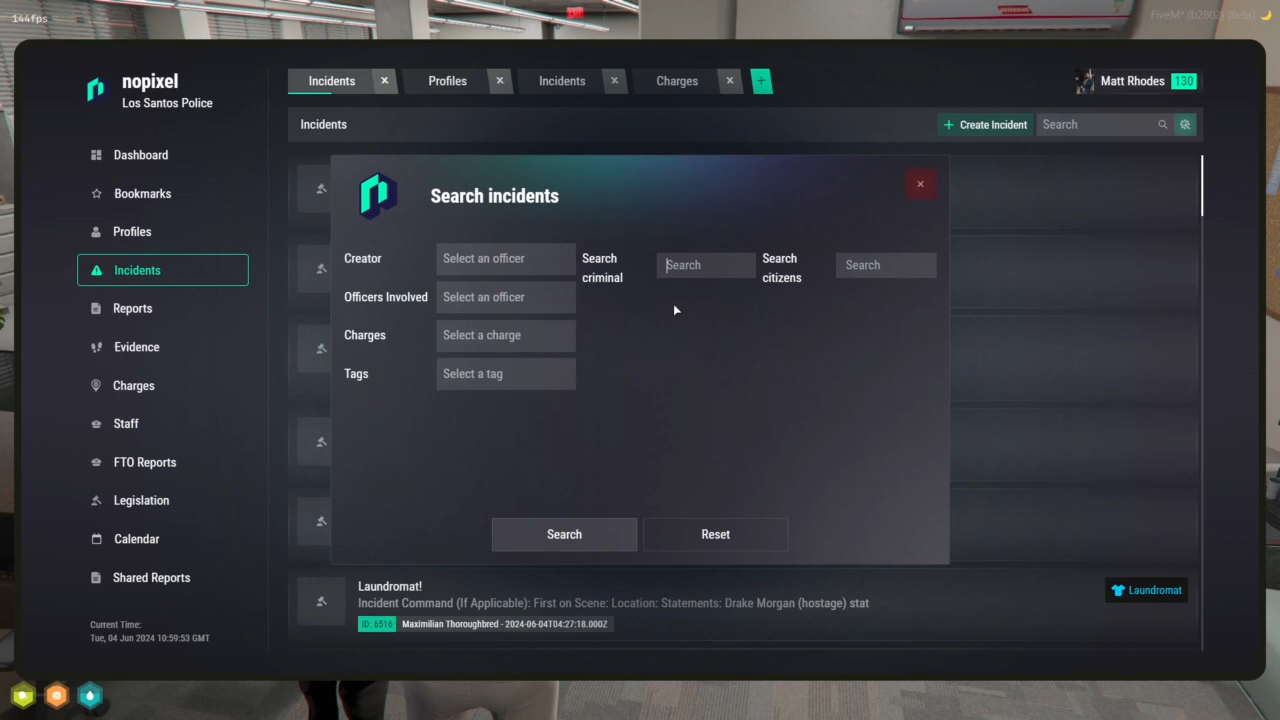 144fps
EXIT
FiveM* (b2802) (Beta)
nopixel
Los Santos Police
Incidents
Profiles
Incidents
Charges
+
Matt Rhodes 130
Incidents
+ Create Incident
Search
Dashboard
Bookmarks
Profiles
Incidents
Reports
Evidence
Charges
Staff
FTO Reports
Legislation
Calendar
Shared Reports
Current Time:
Tue, 04 Jun 2024 10:59:53 GMT
Search incidents
Creator
Select an officer
Officers Involved
Select an officer
Charges
Select a charge
Tags
Select a tag
Search
criminal
Search
Search
citizens
Search
Search
Reset
Laundromat!
Incident Command (If Applicable): First on Scene: Location: Statements: Drake Morgan (hostage) stat
ID: 6516 Maximilian Thoroughbred - 2024-06-04T04:27:18.000Z
Laundromat